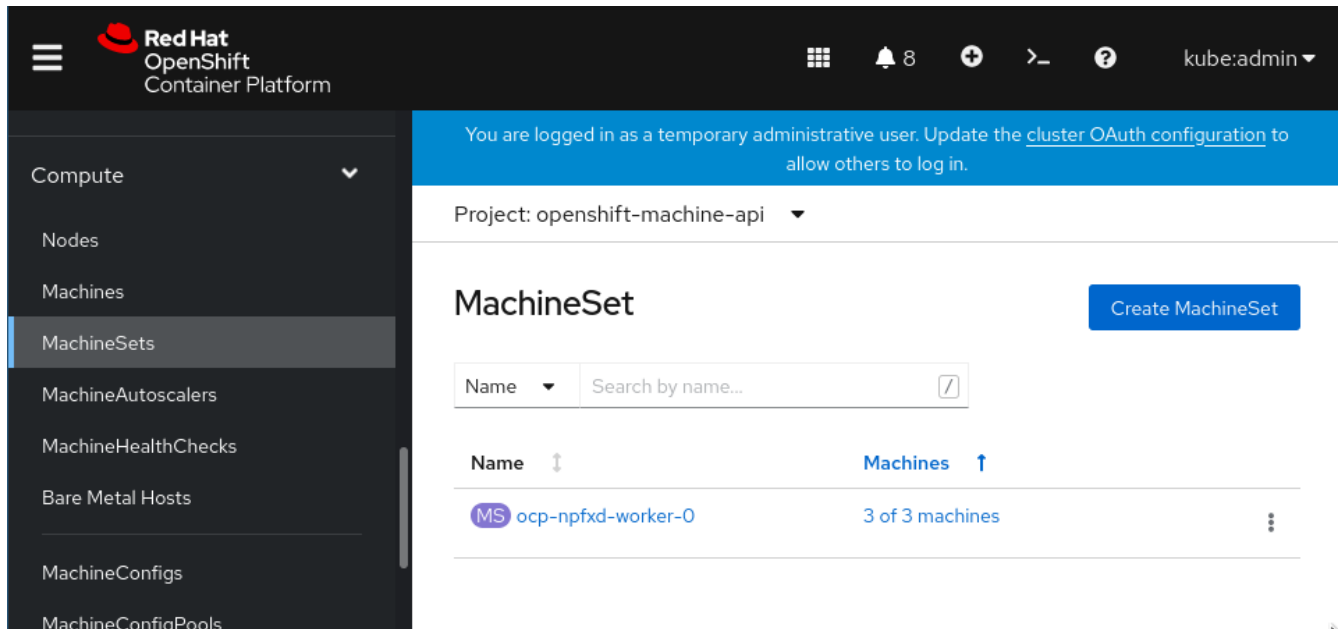 Red Hat
OpenShift
Container Platform
8
kube:admin
Compute
Nodes
Machines
MachineSets
MachineAutoscalers
MachineHealthChecks
Bare Metal Hosts
MachineConfigs
MachineConfigPools
You are logged in as a temporary administrative user. Update the cluster OAuth configuration to
allow others to log in.
Project: openshift-machine-api
MachineSet
Create MachineSet
Name
Search by name...
/
Name
Machines
MS ocp-npfxd-worker-0
3 of 3 machines